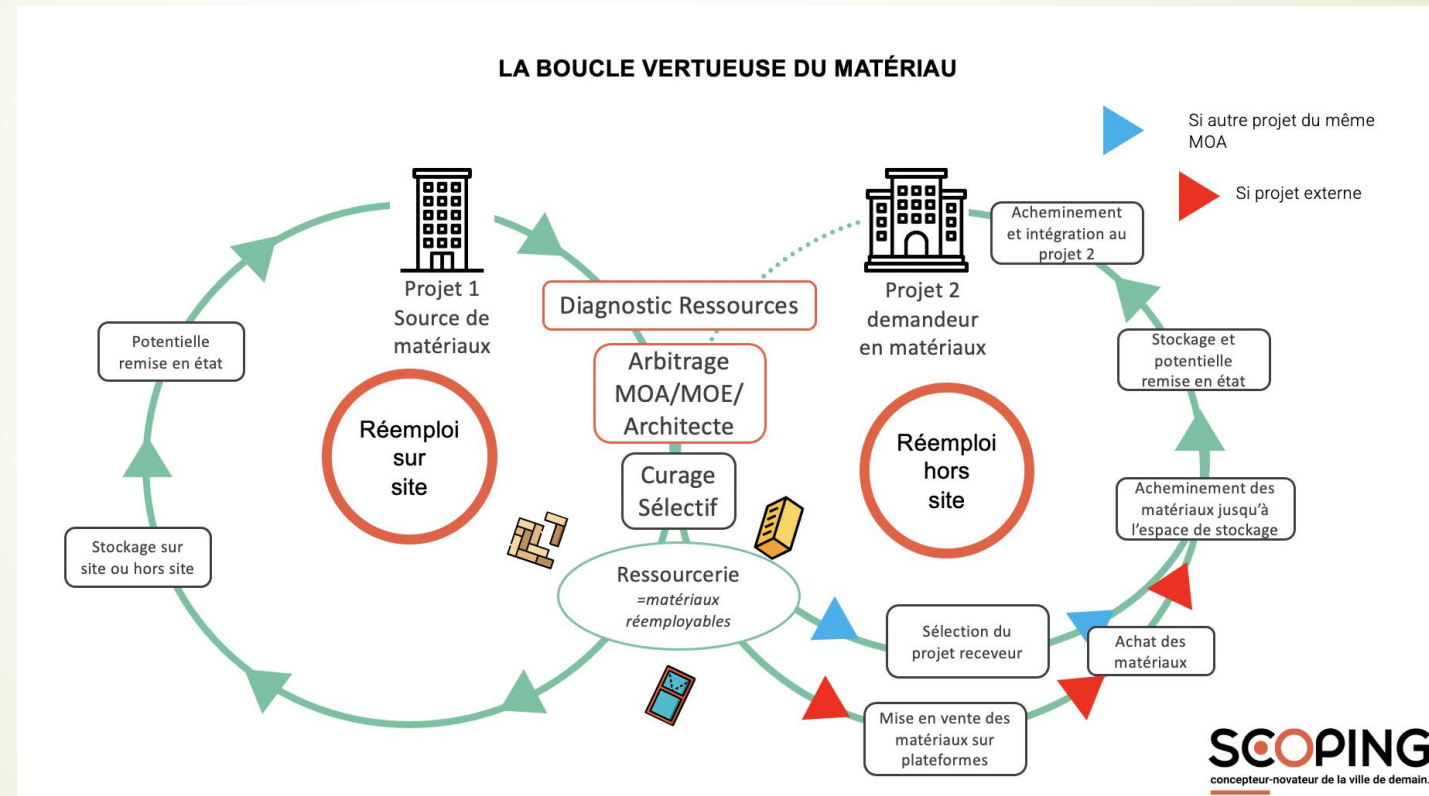 LA BOUCLE VERTUEUSE DU MATÉRIAU
Si autre projet du même
MOA
Si projet externe
Projet 1
Source de
matériaux
Diagnostic Ressources
Projet 2
demandeur
en matériaux
Acheminement
et intégration au
projet 2
Potentielle
remise en état
Arbitrage
MOA/MOE/
Architecte
Stockage et
potentielle
remise en état
Réemploi
sur
site
Réemploi
hors
site
Curage
Sélectif
Acheminement des
matériaux jusqu'à
l'espace de stockage
Stockage sur
site ou hors site
Ressourcerie
=matériaux
réemployables
Sélection du
projet receveur
Achat des
matériaux
Mise en vente des
matériaux sur
plateformes
SCOPING
concepteur-novateur de la ville de demain.